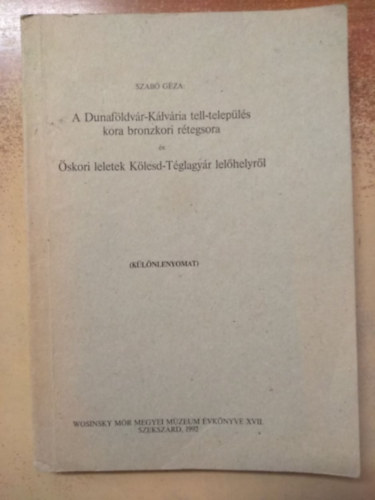 SZABÓ GÉZA:
A Dunaföldvár-Kálvária tell-település
kora bronzkori rétegsora
és
Őskori leletek Kölesd-Téglagyár lelőhelyről
(KÜLÖNLENYOMAT)
WOSINSKY MÓR MEGYEI MÚZEUM ÉVKÖNYVE XVII.
SZEKSZÁRD, 1992